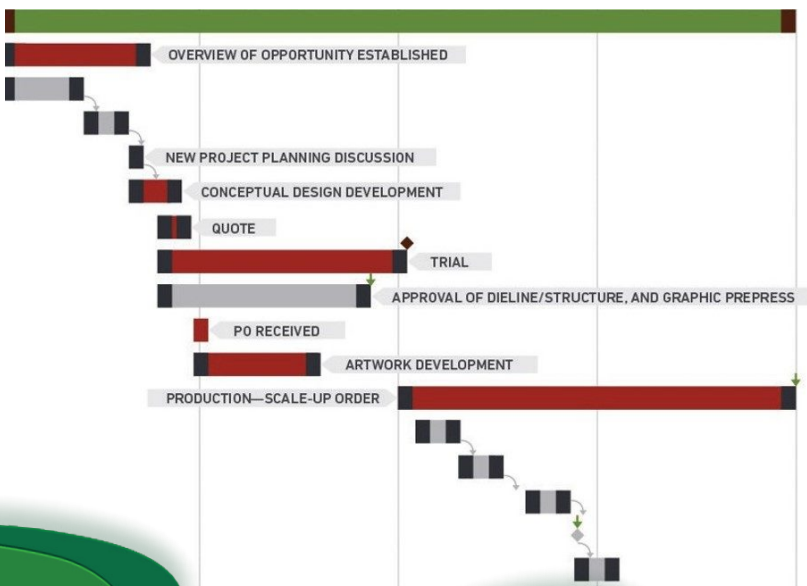 OVERVIEW OF OPPORTUNITY ESTABLISHED
NEW PROJECT PLANNING DISCUSSION
CONCEPTUAL DESIGN DEVELOPMENT
QUOTE
TRIAL
APPROVAL OF DIELINE/STRUCTURE, AND GRAPHIC PREPRESS
PO RECEIVED
ARTWORK DEVELOPMENT
PRODUCTION—SCALE-UP ORDER